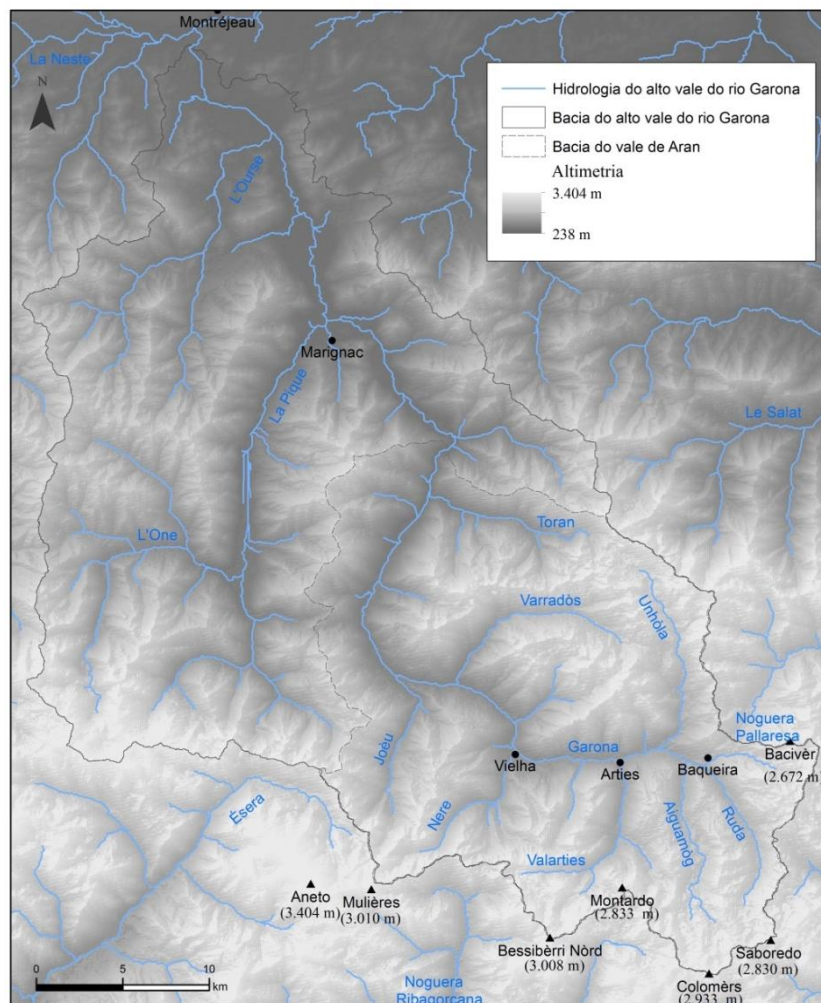 Montréjeau
La Neste
N
Hidrologia do alto vale do rio Garona
Bacia do alto vale do rio Garona
Bacia do vale de Aran
Altimetria
3.404 m
238 m
L'Ourse
Marignac
La Pique
Le Salat
Toran
L'One
Varradòs
Unhòla
Noguera
Pallaresa
Bacivèr
(2.672 m)
Joèu
Garona
Vielha
Arties
Baqueira
Nere
Aiguamòg
Ruda
Ésera
Valarties
Aneto
(3.404 m)
Mulières
(3.010 m)
Montardo
(2.833 m)
Bessibèrri Nòrd
(3.008 m)
Saboredo
(2.830 m)
Colomèrs
(2.933 m)
Noguera
Ribagorçana
0 5 10
km